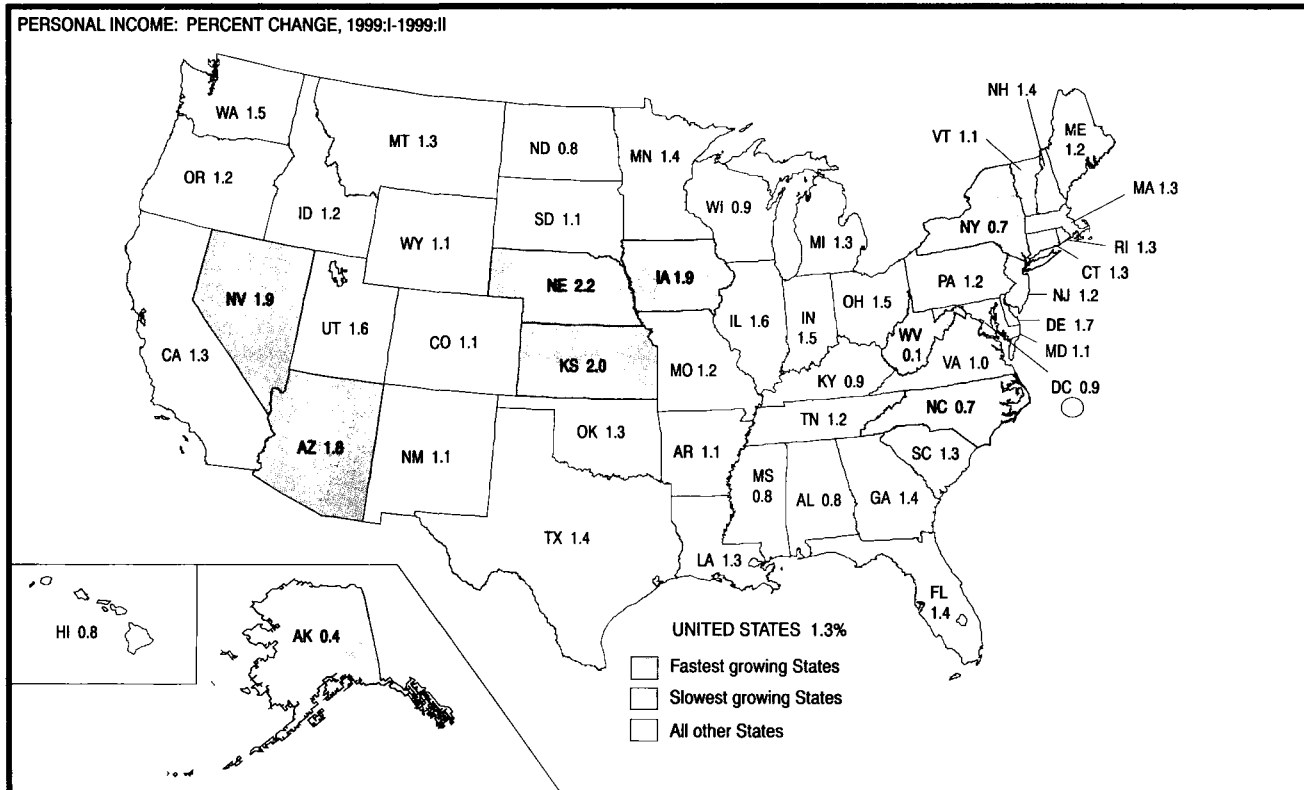 PERSONAL INCOME: PERCENT CHANGE, 1999:I-1999:II
WA 1.5
MT 1.3
ND 0.8
MN 1.4
NH 1.4
VT 1.1
ME
1.2
OR 1.2
ID 1.2
WY 1.1
SD 1.1
WI 0.9
MI 1.3
NY 0.7
MA 1.3
RI 1.3
CT 1.3
NV 1.9
UT 1.6
CO 1.1
NE 2.2
IA 1.9
IL 1.6
IN
1.5
OH 1.5
PA 1.2
NJ 1.2
DE 1.7
MD 1.1
DC 0.9
WV
0.1
VA 1.0
CA 1.3
KS 2.0
MO 1.2
KY 0.9
NC 0.7
TN 1.2
AZ 1.8
NM 1.1
OK 1.3
AR 1.1
SC 1.3
MS
0.8
AL 0.8
GA 1.4
TX 1.4
LA 1.3
FL
1.4
HI 0.8
AK 0.4
UNITED STATES 1.3%
Fastest growing States
Slowest growing States
All other States